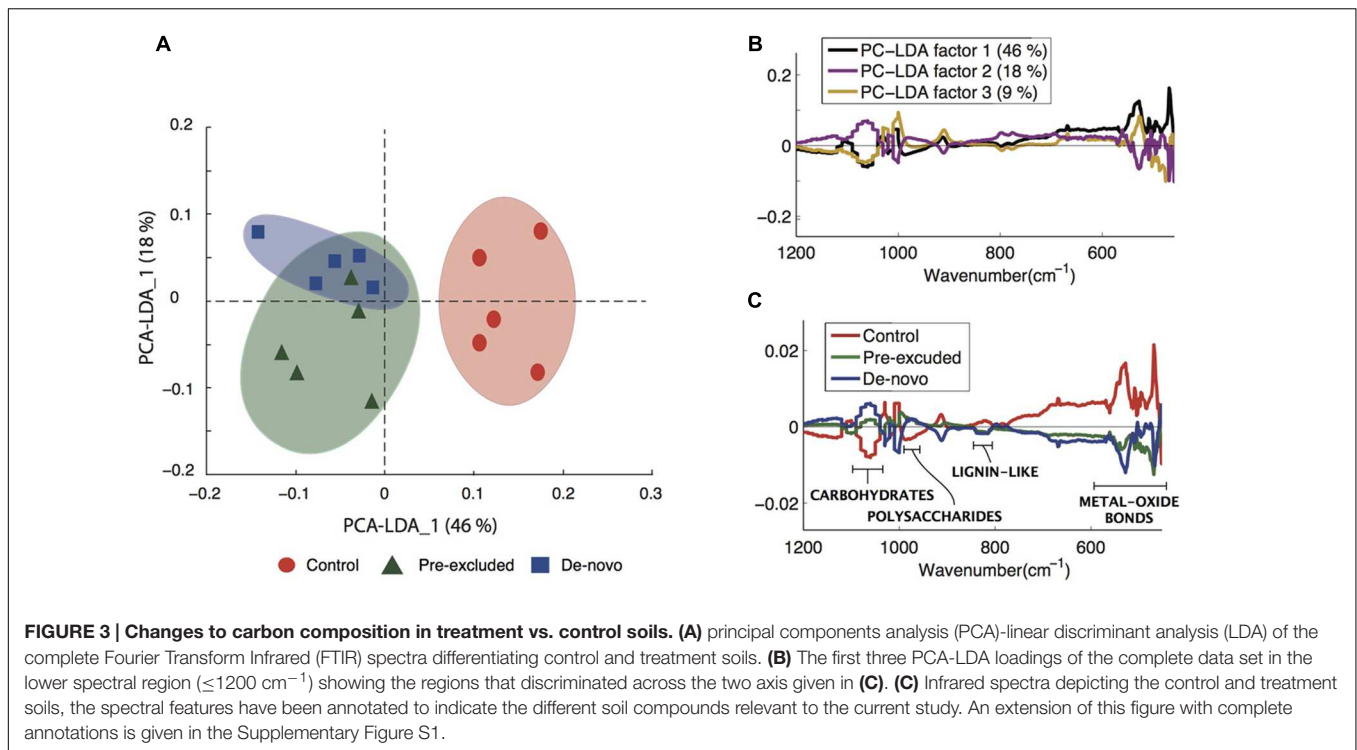 A
0.2
0.1
0
−0.1
−0.2
PCA-LDA_1 (18 %)
−0.2
−0.1
0
0.1
0.2
0.3
PCA-LDA_1 (46 %)
Control
Pre-excluded
De-novo
B
PC−LDA factor 1 (46 %)
PC−LDA factor 2 (18 %)
PC−LDA factor 3 (9 %)
0.2
0
−0.2
1200
1000
800
600
Wavenumber(cm⁻¹)
C
Control
Pre-excuded
De-novo
0.02
0
−0.02
CARBOHYDRATES
POLYSACCHARIDES
LIGNIN−LIKE
METAL-OXIDE
BONDS
1200
1000
800
600
Wavenumber(cm⁻¹)
FIGURE 3 | Changes to carbon composition in treatment vs. control soils. (A) principal components analysis (PCA)-linear discriminant analysis (LDA) of the
complete Fourier Transform Infrared (FTIR) spectra differentiating control and treatment soils. (B) The first three PCA-LDA loadings of the complete data set in the
lower spectral region (≤1200 cm⁻¹) showing the regions that discriminated across the two axis given in (C). (C) Infrared spectra depicting the control and treatment
soils, the spectral features have been annotated to indicate the different soil compounds relevant to the current study. An extension of this figure with complete
annotations is given in the Supplementary Figure S1.